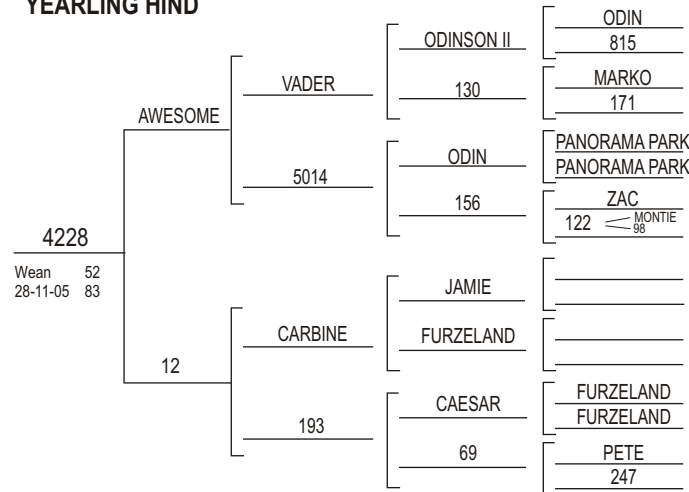 YEARLING HIND
ODIN
ODINSON II
815
VADER
MARKO
130
171
AWESOME
PANORAMA PARK
ODIN
PANORAMA PARK
5014
ZAC
156
122
MONTIE
98
4228
Wean 52
28-11-05 83
JAMIE
CARBINE
FURZELAND
12
FURZELAND
CAESAR
FURZELAND
193
PETE
69
247